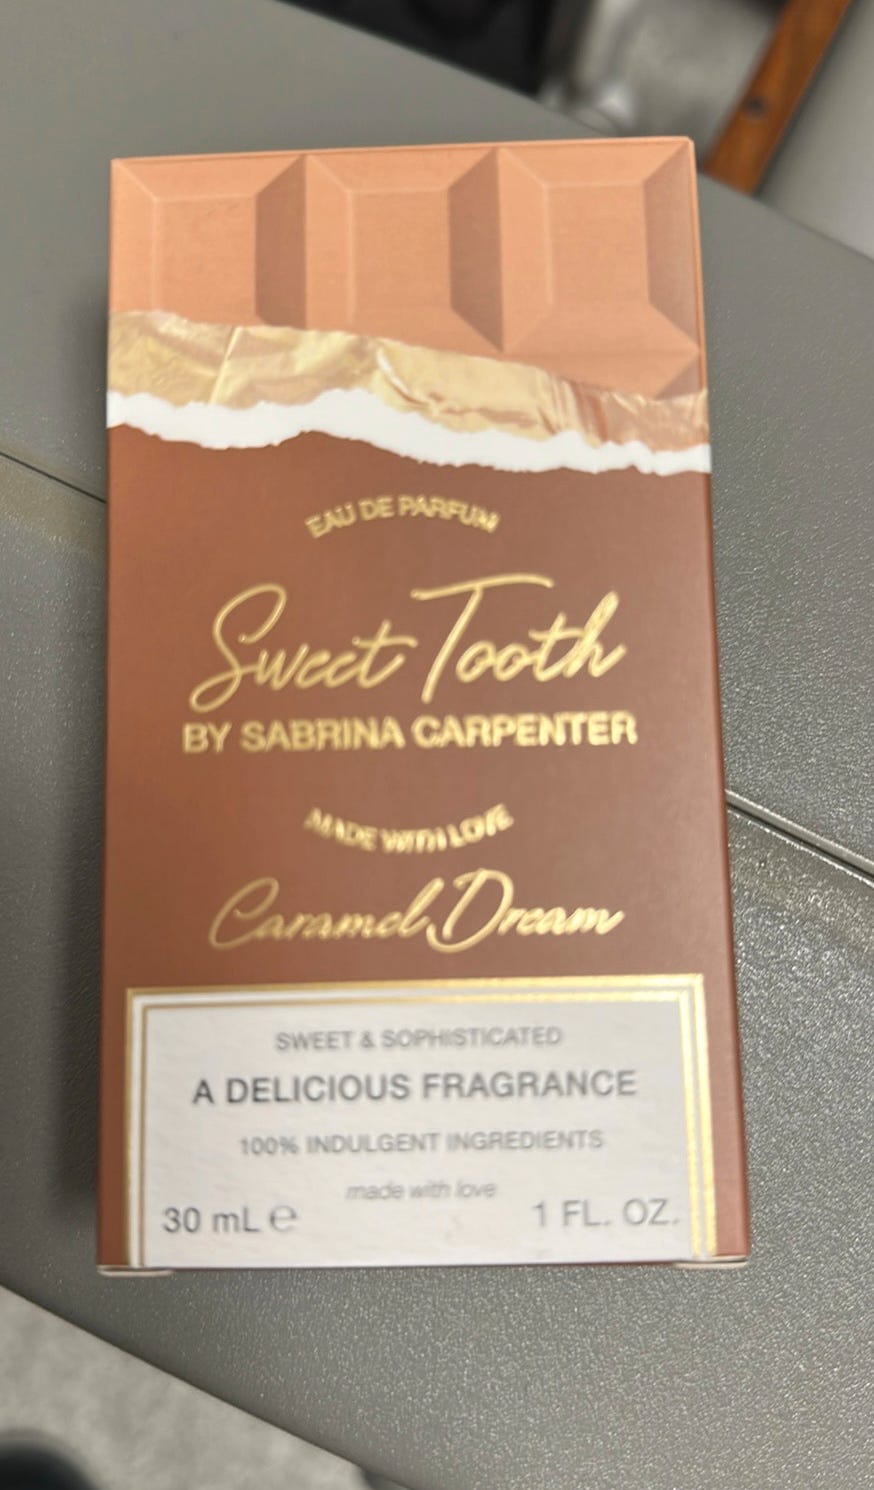 EAU DE PARFUM
Sweet Tooth
BY SABRINA CARPENTER
MADE WITH LOVE
Caramel Dream
SWEET & SOPHISTICATED
A DELICIOUS FRAGRANCE
100% INDULGENT INGREDIENTS
made with love
30 mL ℮ 1 FL. OZ.